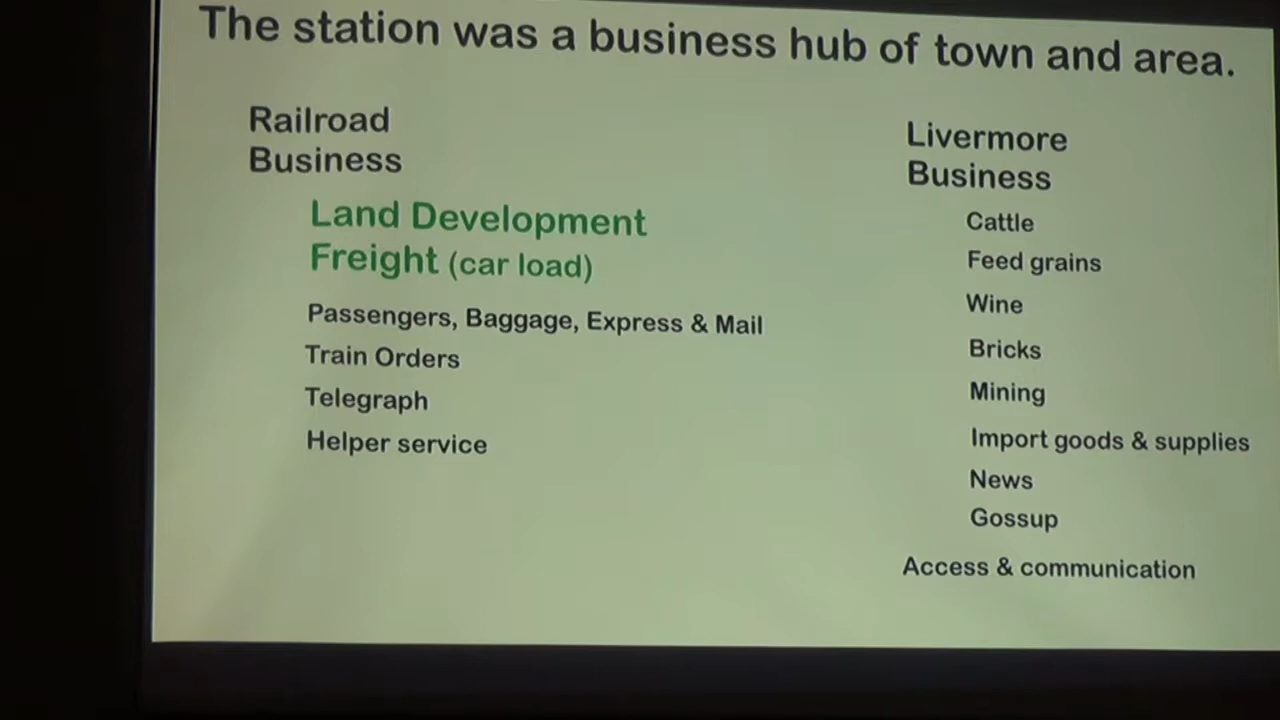 The station was a business hub of town and area.
Railroad
Business
Land Development
Freight (car load)
Passengers, Baggage, Express & Mail
Train Orders
Telegraph
Helper service
Livermore
Business
Cattle
Feed grains
Wine
Bricks
Mining
Import goods & supplies
News
Gossup
Access & communication